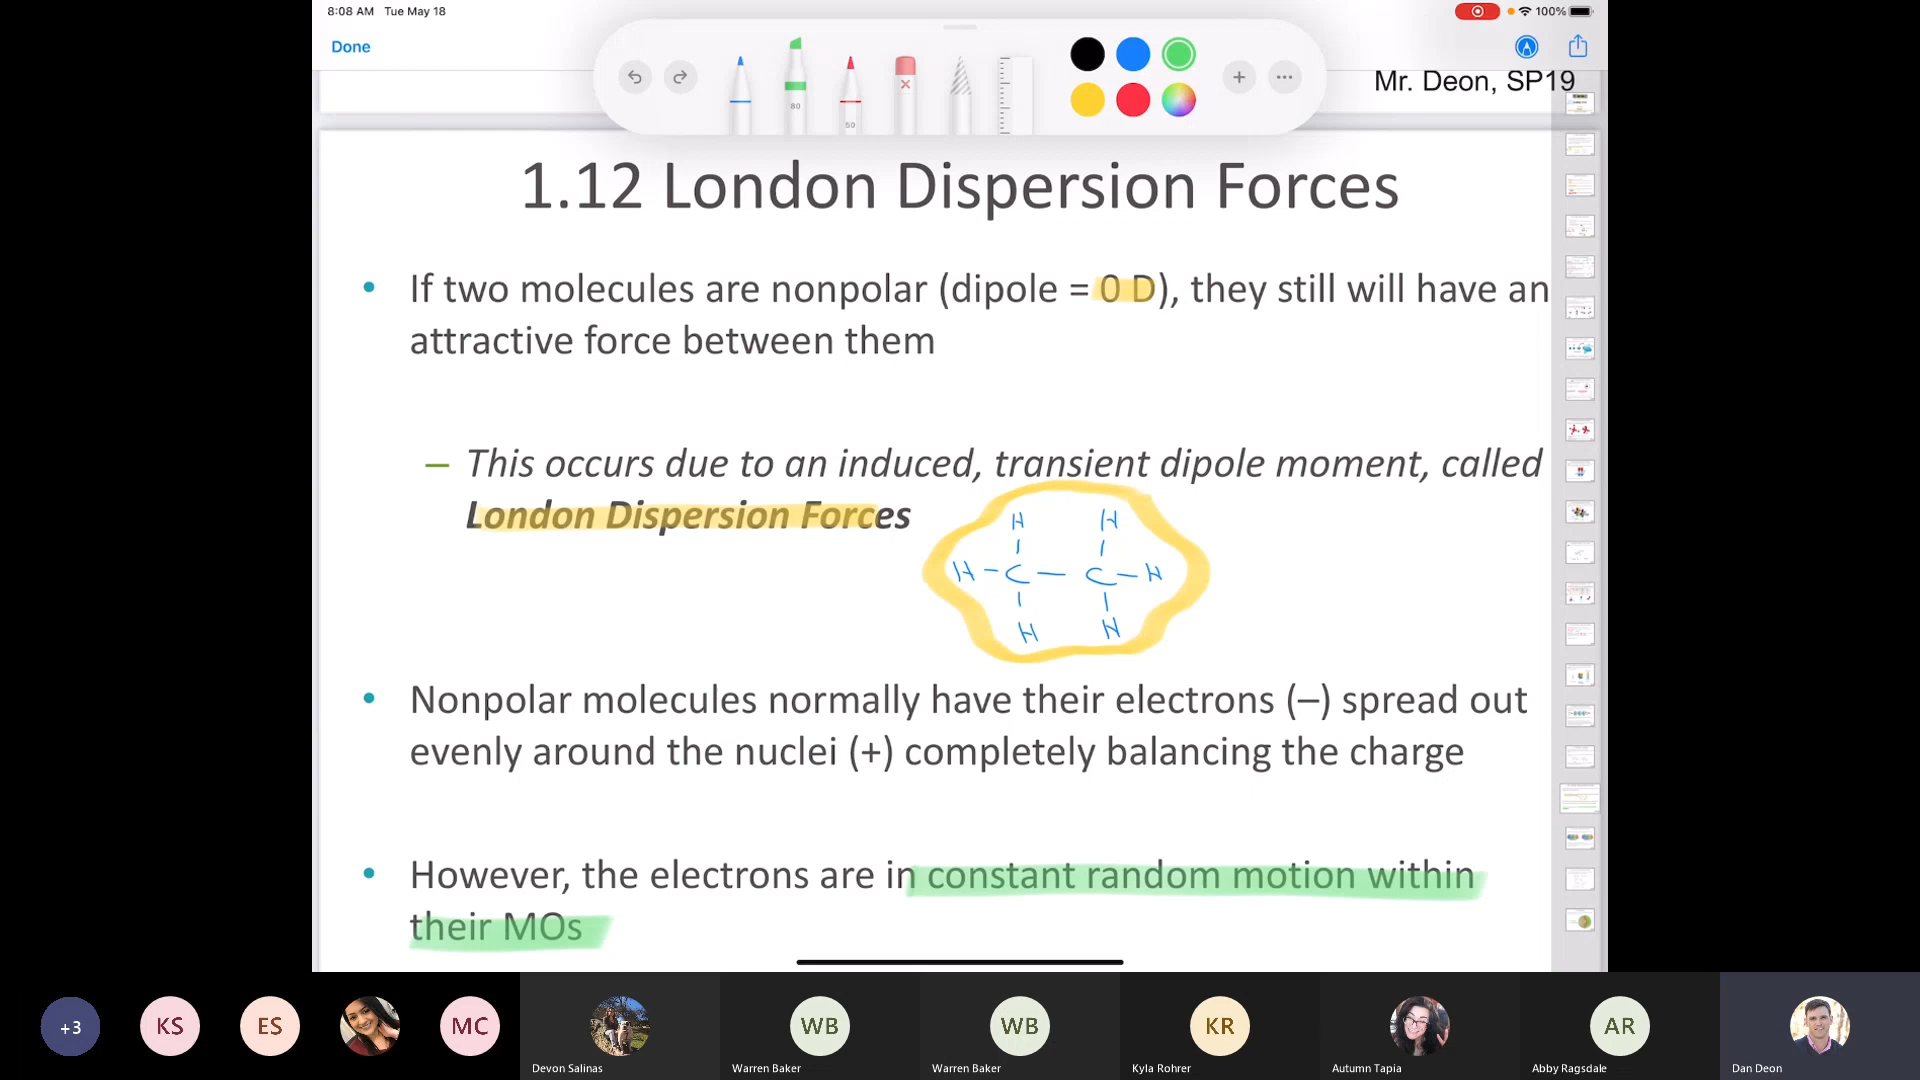 8:08 AM Tue May 18
100%
Done
80
50
Mr. Deon, SP19
1.12 London Dispersion Forces
• If two molecules are nonpolar (dipole = 0 D), they still will have an
attractive force between them
– This occurs due to an induced, transient dipole moment, called
London Dispersion Forces
H H
H – C – C – H
H H
• Nonpolar molecules normally have their electrons (–) spread out
evenly around the nuclei (+) completely balancing the charge
• However, the electrons are in constant random motion within
their MOs
+3 KS ES MC WB WB KR AR
Devon Salinas Warren Baker Warren Baker Kyla Rohrer Autumn Tapia Abby Ragsdale Dan Deon